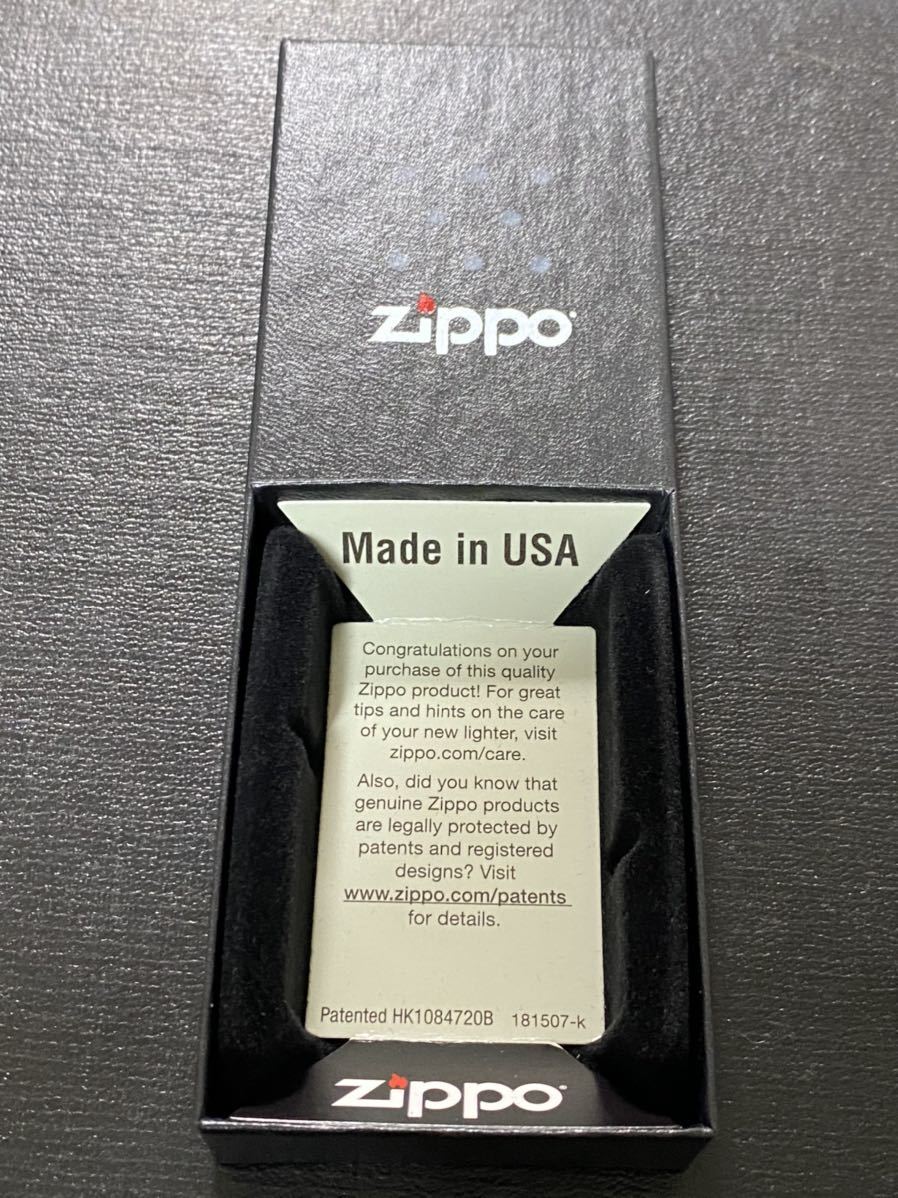 zippo
Made in USA
Congratulations on your
purchase of this quality
Zippo product! For great
tips and hints on the care
of your new lighter, visit
zippo.com/care.
Also, did you know that
genuine Zippo products
are legally protected by
patents and registered
designs? Visit
www.zippo.com/patents
for details.
Patented HK1084720B 181507-k
zippo